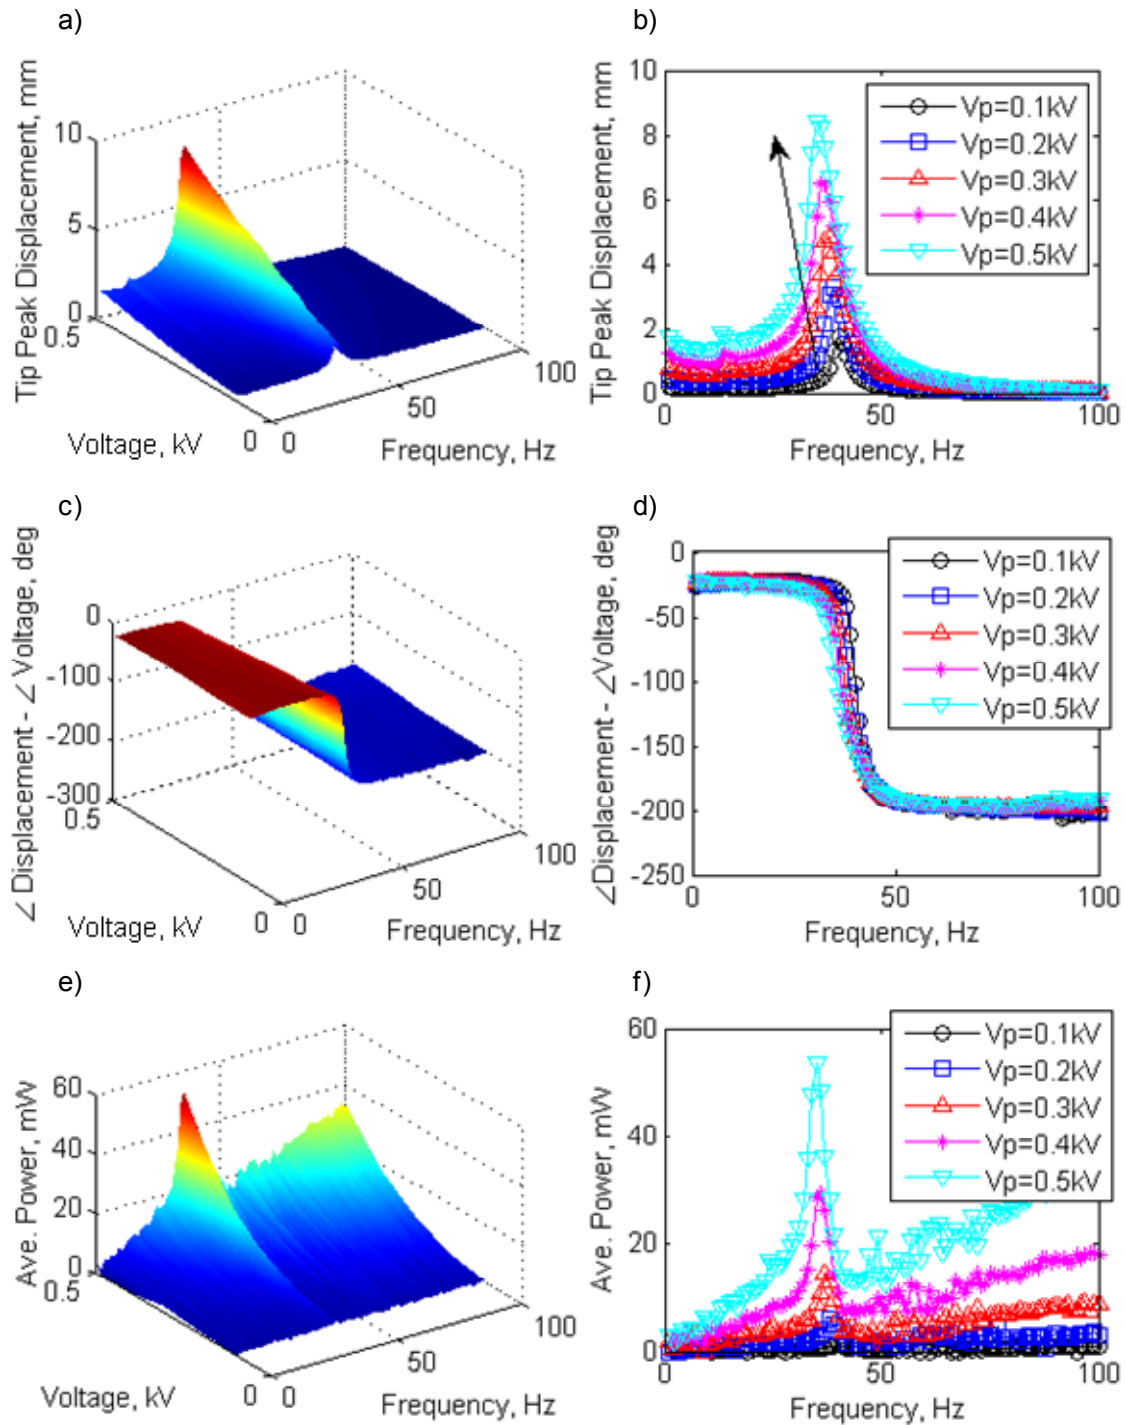 a)
b)
Tip Peak Displacement, mm
10
5
0
0.5
Voltage, kV
0
0
50
100
Frequency, Hz
Tip Peak Displacement, mm
10
8
6
4
2
0
0
50
100
Frequency, Hz
Vp=0.1kV
Vp=0.2kV
Vp=0.3kV
Vp=0.4kV
Vp=0.5kV
c)
d)
∠ Displacement - ∠ Voltage, deg
0
-100
-200
-300
0.5
Voltage, kV
0
0
50
100
Frequency, Hz
∠Displacement - ∠Voltage, deg
0
-50
-100
-150
-200
-250
0
50
100
Frequency, Hz
Vp=0.1kV
Vp=0.2kV
Vp=0.3kV
Vp=0.4kV
Vp=0.5kV
e)
f)
Ave. Power, mW
60
40
20
0
0.5
Voltage, kV
0
0
50
100
Frequency, Hz
Ave. Power, mW
60
40
20
0
0
50
100
Frequency, Hz
Vp=0.1kV
Vp=0.2kV
Vp=0.3kV
Vp=0.4kV
Vp=0.5kV